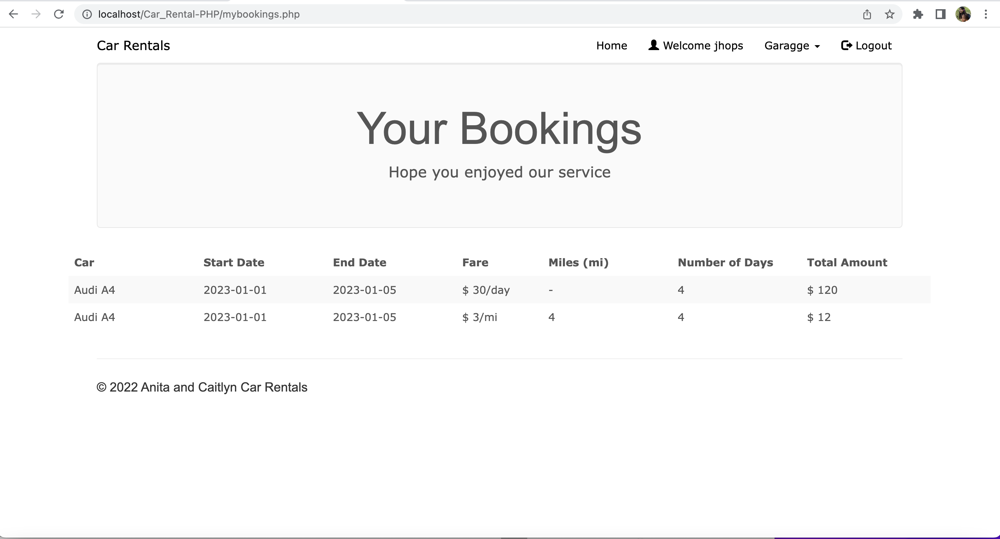 localhost/Car_Rental-PHP/mybookings.php
Car Rentals Home Welcome jhops Garagge Logout
Your Bookings
Hope you enjoyed our service
Car Start Date End Date Fare Miles (mi) Number of Days Total Amount
Audi A4 2023-01-01 2023-01-05 $ 30/day - 4 $ 120
Audi A4 2023-01-01 2023-01-05 $ 3/mi 4 4 $ 12
© 2022 Anita and Caitlyn Car Rentals